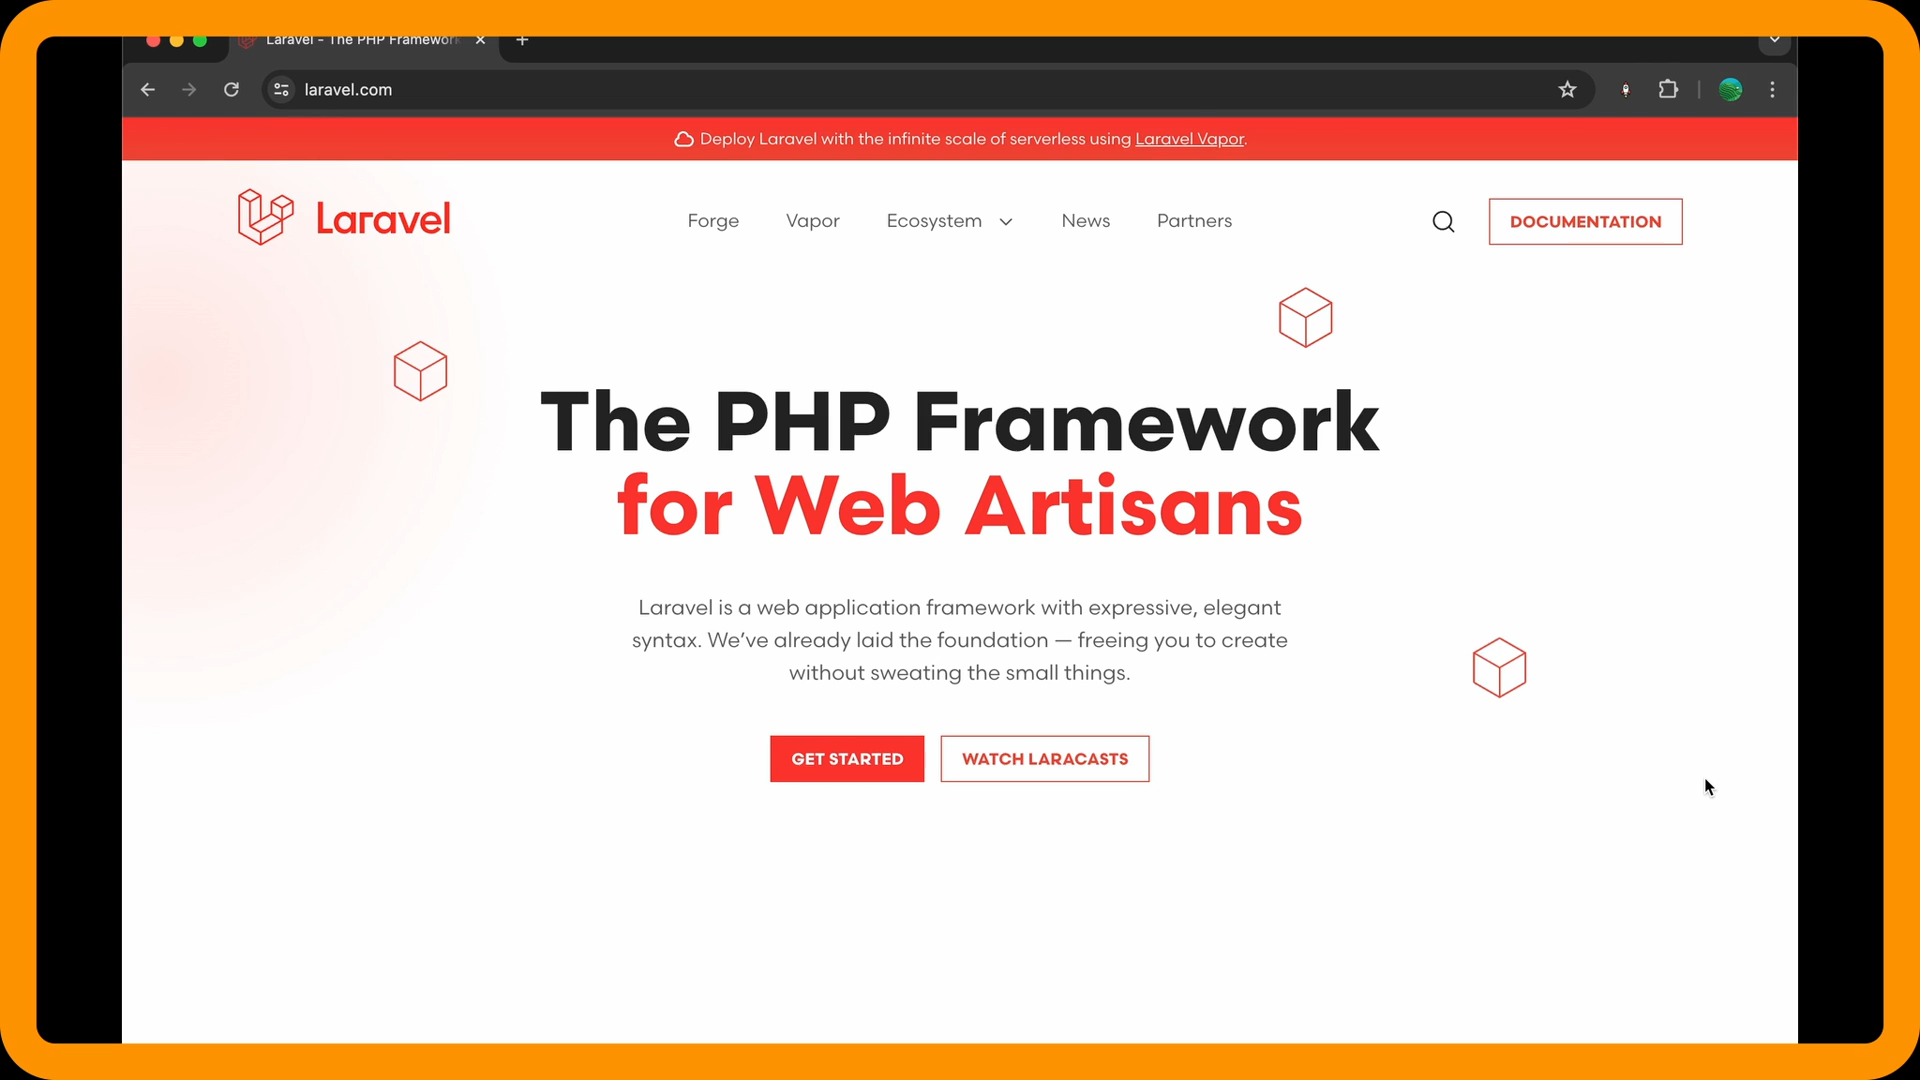 Laravel - The PHP Framework
laravel.com
Deploy Laravel with the infinite scale of serverless using Laravel Vapor.
Laravel
Forge
Vapor
Ecosystem
News
Partners
DOCUMENTATION
The PHP Framework
for Web Artisans
Laravel is a web application framework with expressive, elegant
syntax. We’ve already laid the foundation — freeing you to create
without sweating the small things.
GET STARTED
WATCH LARACASTS